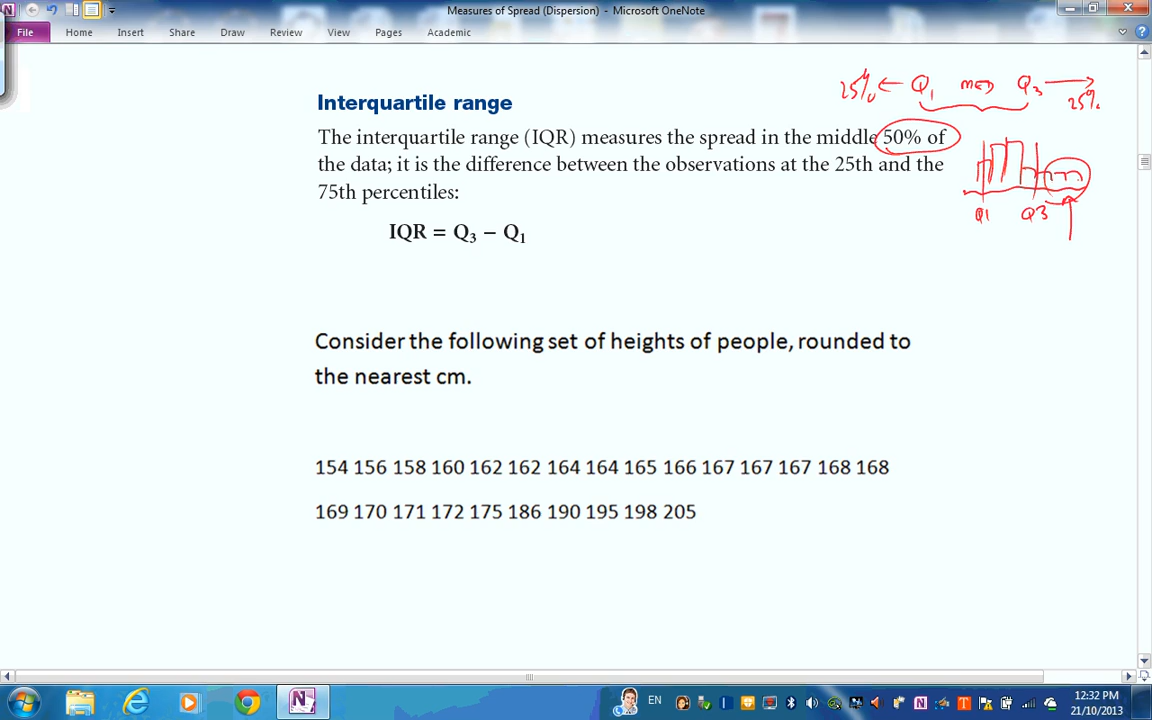 Measures of Spread (Dispersion) - Microsoft OneNote
File Home Insert Share Draw Review View Pages Academic
25% ← Q1 med Q3 → 25%
Interquartile range
The interquartile range (IQR) measures the spread in the middle 50% of
the data; it is the difference between the observations at the 25th and the
75th percentiles:
Q1 Q3
IQR = Q₃ − Q₁
Consider the following set of heights of people, rounded to
the nearest cm.
154 156 158 160 162 162 164 164 165 166 167 167 167 168 168
169 170 171 172 175 186 190 195 198 205
EN
12:32 PM
21/10/2013